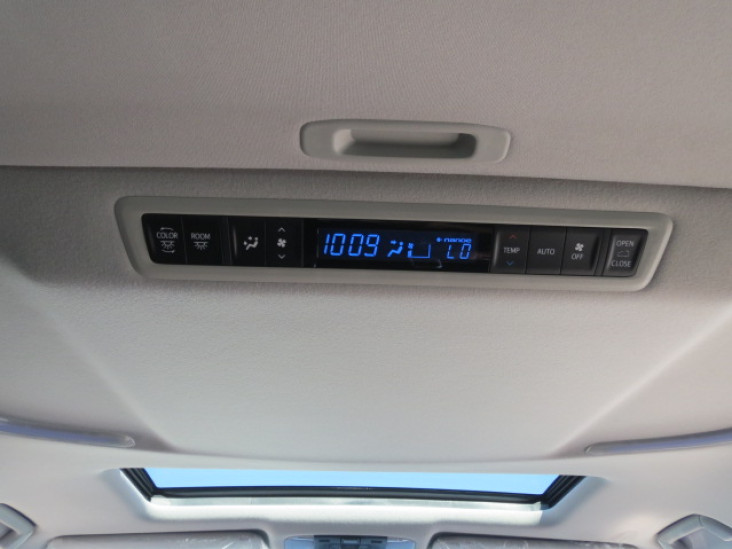 COLOR
ROOM
10:09
nanoe
LO
TEMP
AUTO
OFF
OPEN
CLOSE